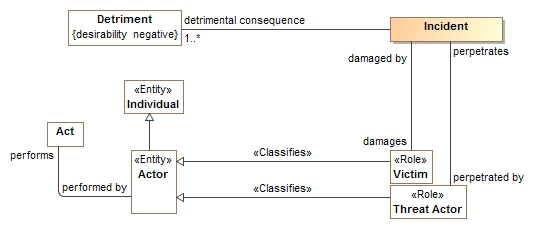 Detriment
{desirability negative}
detrimental consequence
1..*
Incident
damaged by
perpetrates
«Entity»
Individual
Act
performs
performed by
«Entity»
Actor
«Classifies»
damages
«Role»
Victim
perpetrated by
«Classifies»
«Role»
Threat Actor